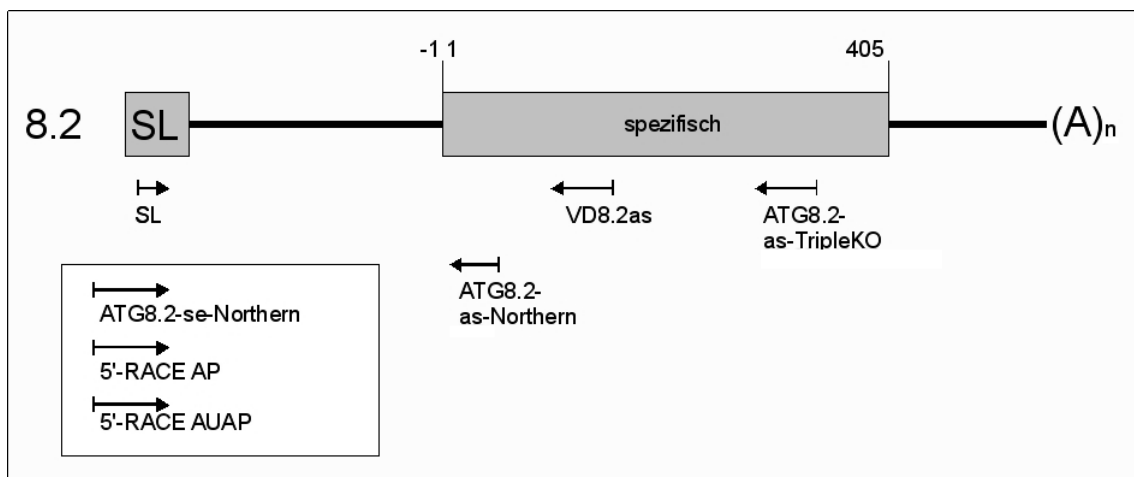 -1 1
405
8.2
SL
spezifisch
(A)n
SL
VD8.2as
ATG8.2-
as-TripleKO
ATG8.2-
as-Northern
ATG8.2-se-Northern
5'-RACE AP
5'-RACE AUAP